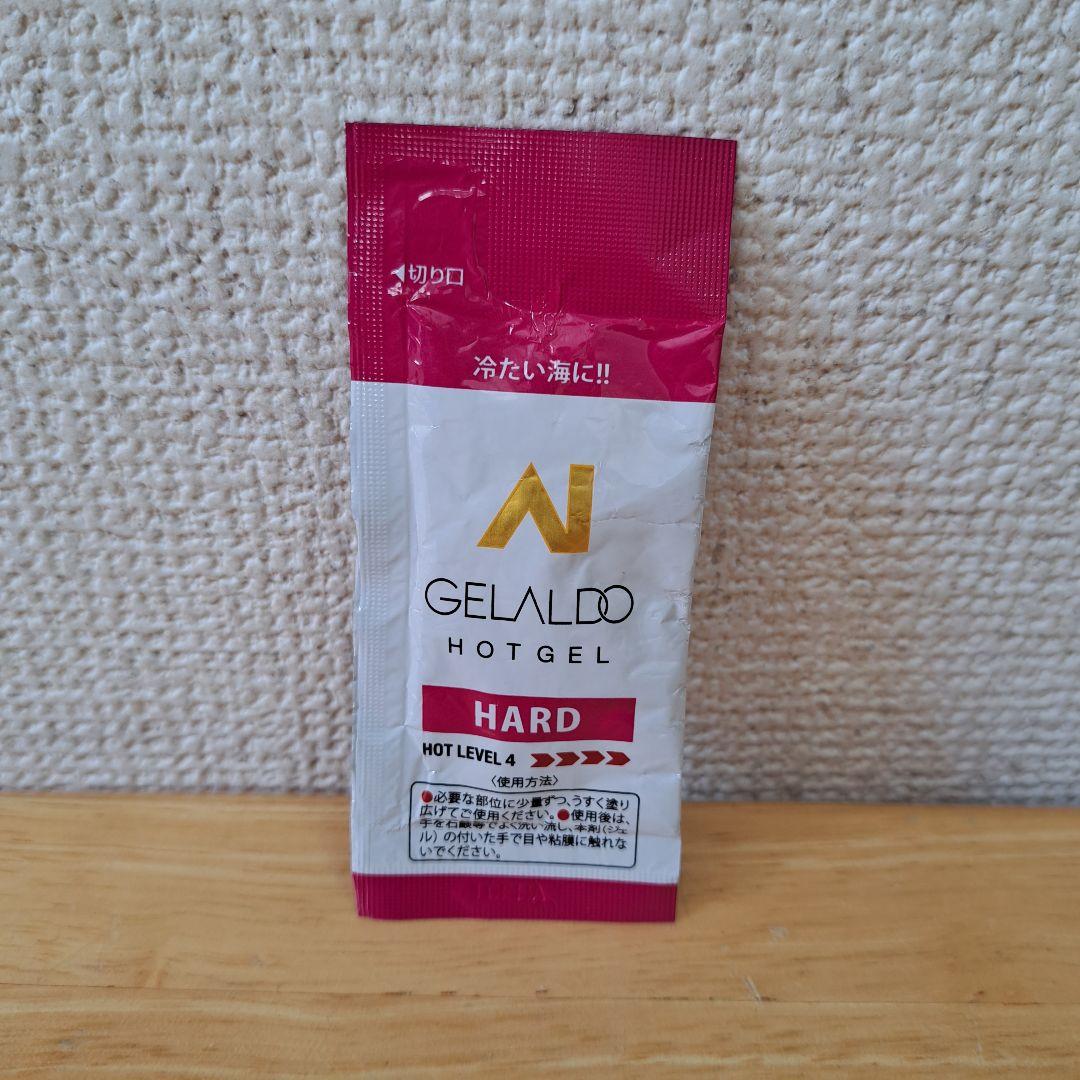 ◀切り口
冷たい海に!!
GELALDO
HOT GEL
HARD
HOT LEVEL 4
〈使用方法〉
●必要な部位に少量ずつ、うすく塗り
広げてご使用ください。●使用後は、
手を石鹸等でよく洗い流し、本剤(ジェ
ル)の付いた手で目や粘膜に触れな
いでください。